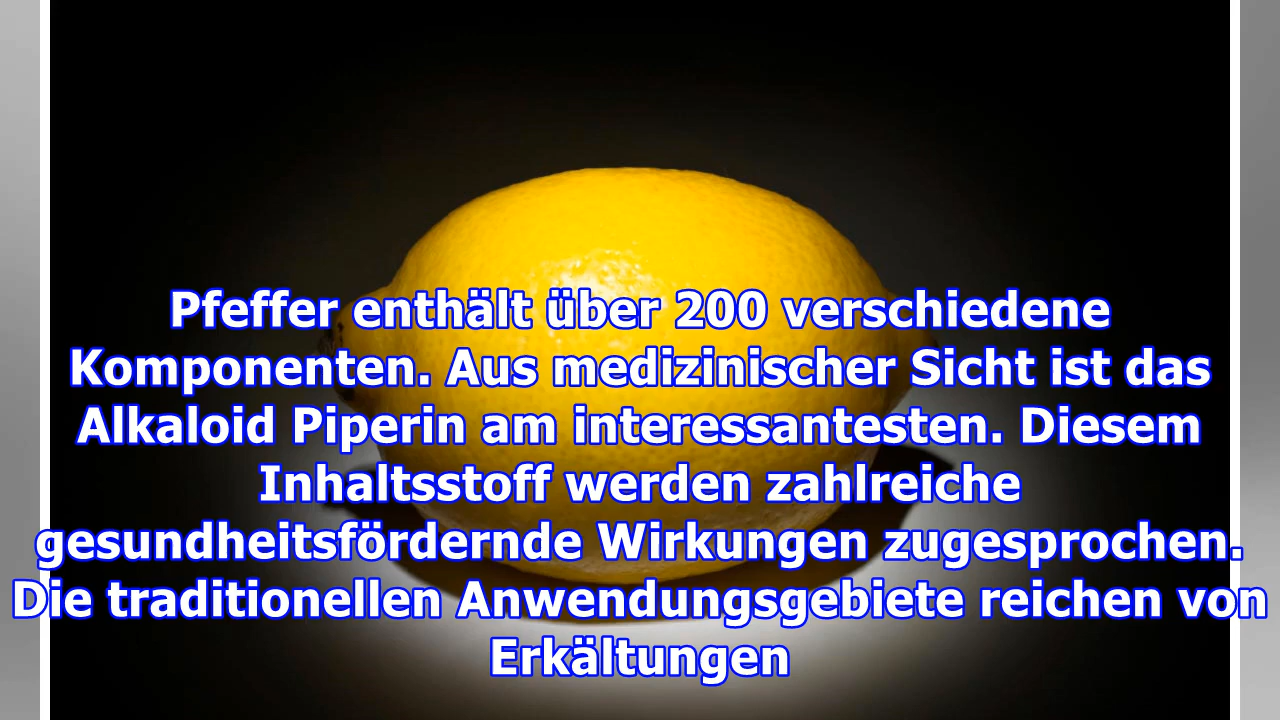 Pfeffer enthält über 200 verschiedene
Komponenten. Aus medizinischer Sicht ist das
Alkaloid Piperin am interessantesten. Diesem
Inhaltsstoff werden zahlreiche
gesundheitsfördernde Wirkungen zugesprochen.
Die traditionellen Anwendungsgebiete reichen von
Erkältungen